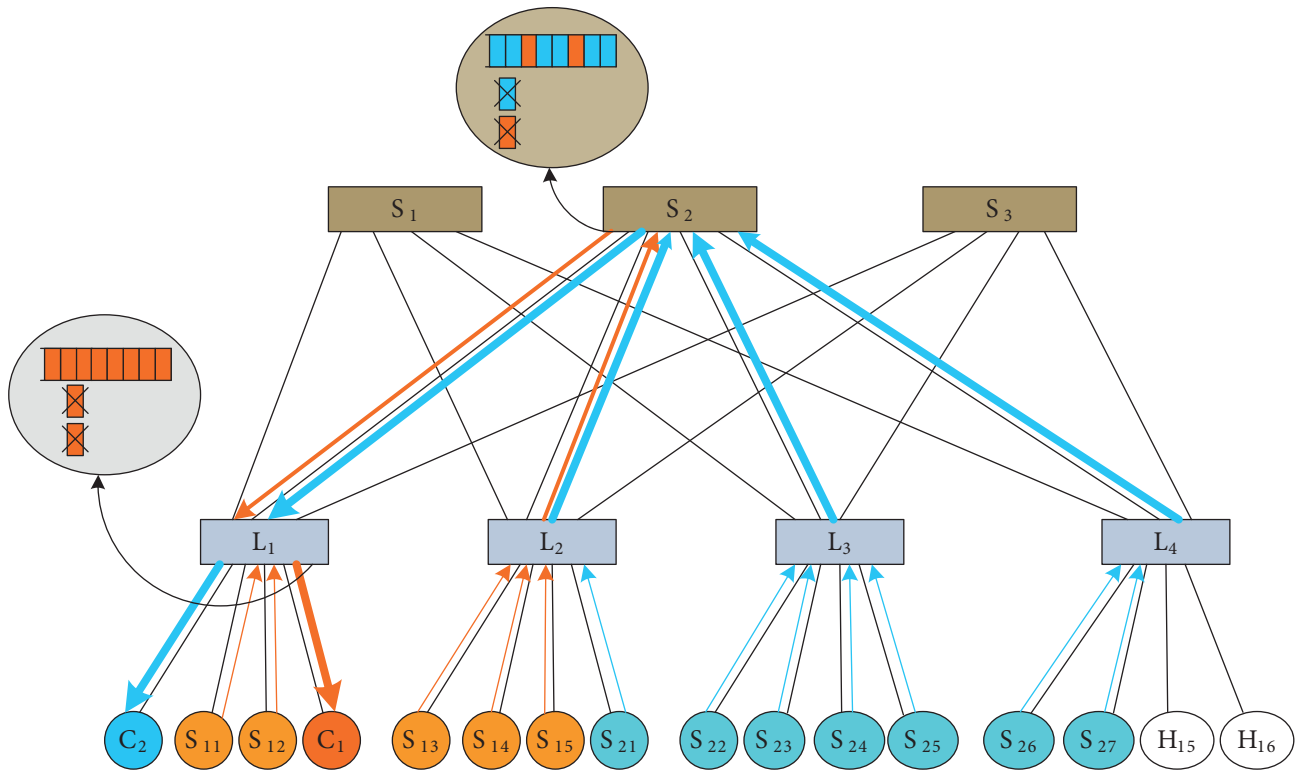 S₁ S₂ S₃
L₁ L₂ L₃ L₄
C₂ S₁₁ S₁₂ C₁ S₁₃ S₁₄ S₁₅ S₂₁ S₂₂ S₂₃ S₂₄ S₂₅ S₂₆ S₂₇ H₁₅ H₁₆